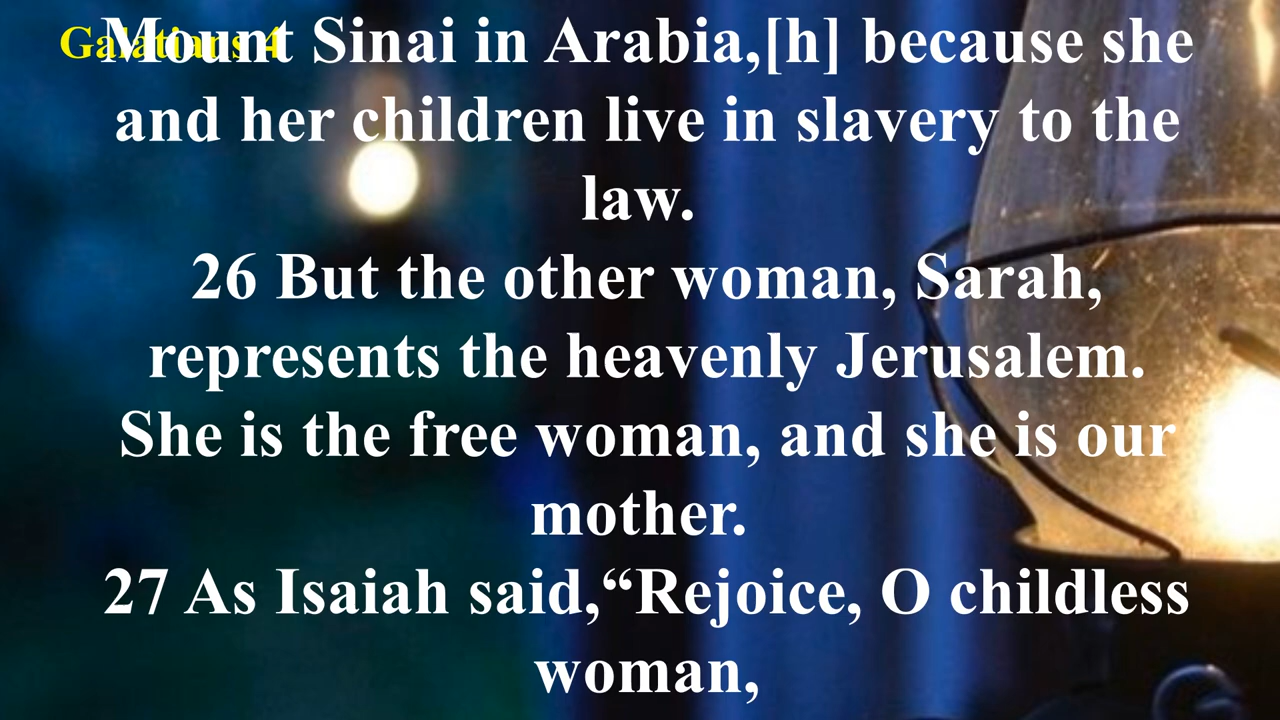 Galatians 4
Mount Sinai in Arabia,[h] because she
and her children live in slavery to the
law.
26 But the other woman, Sarah,
represents the heavenly Jerusalem.
She is the free woman, and she is our
mother.
27 As Isaiah said,“Rejoice, O childless
woman,